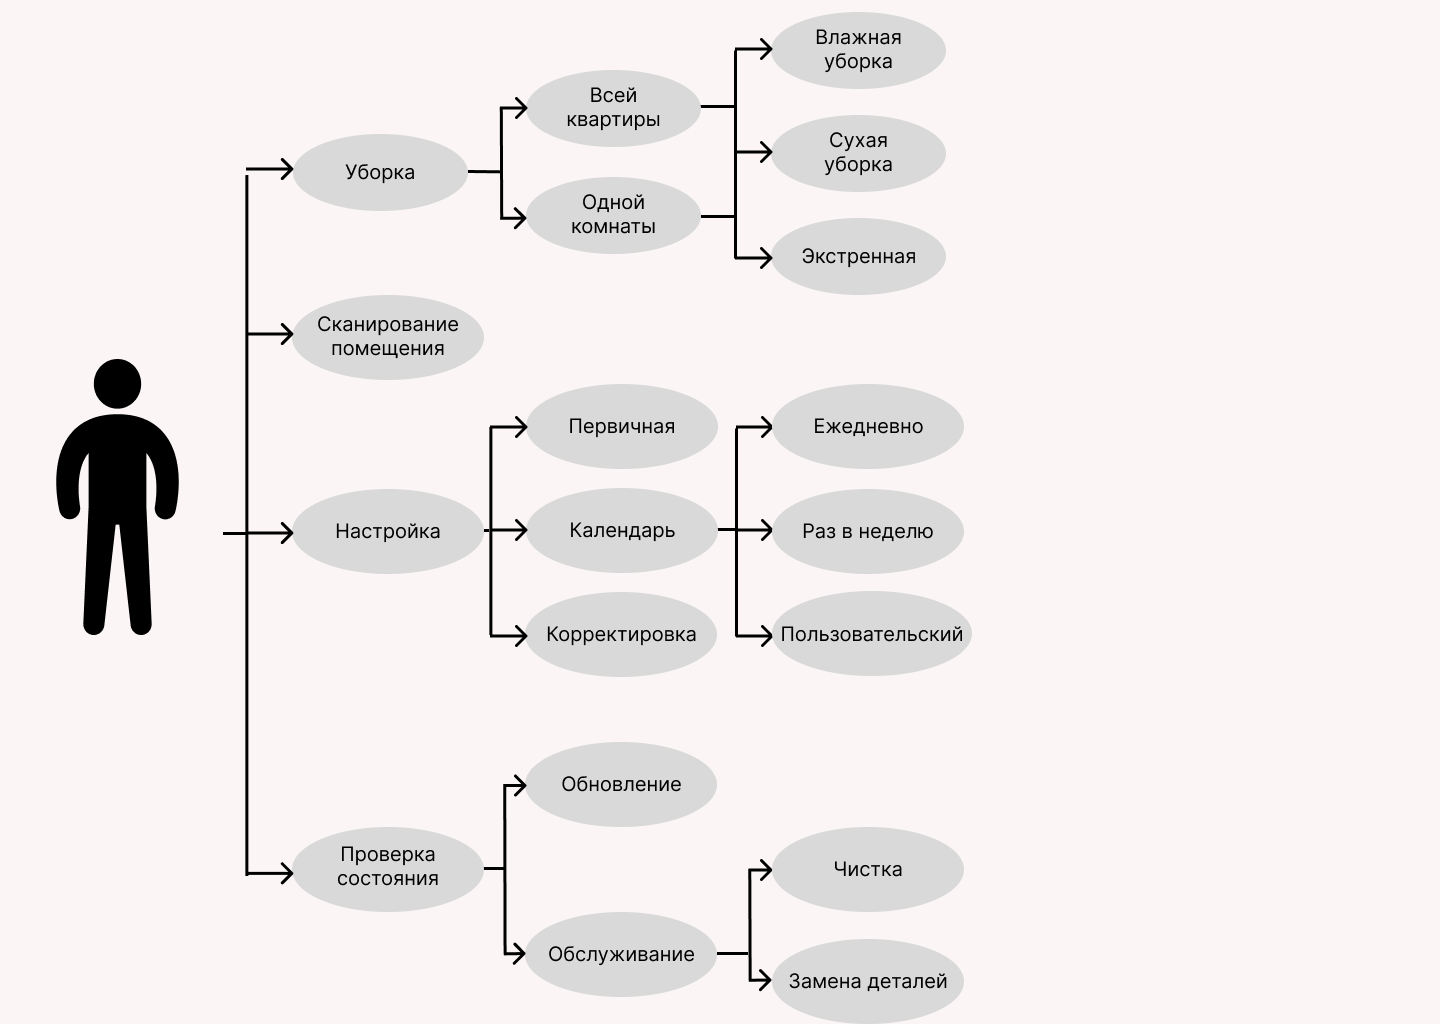 Влажная
уборка
Всей
квартиры
Сухая
уборка
Уборка
Одной
комнаты
Экстренная
Сканирование
помещения
Первичная
Ежедневно
Настройка
Календарь
Раз в неделю
Корректировка
Пользовательский
Обновление
Проверка
состояния
Чистка
Обслуживание
Замена деталей